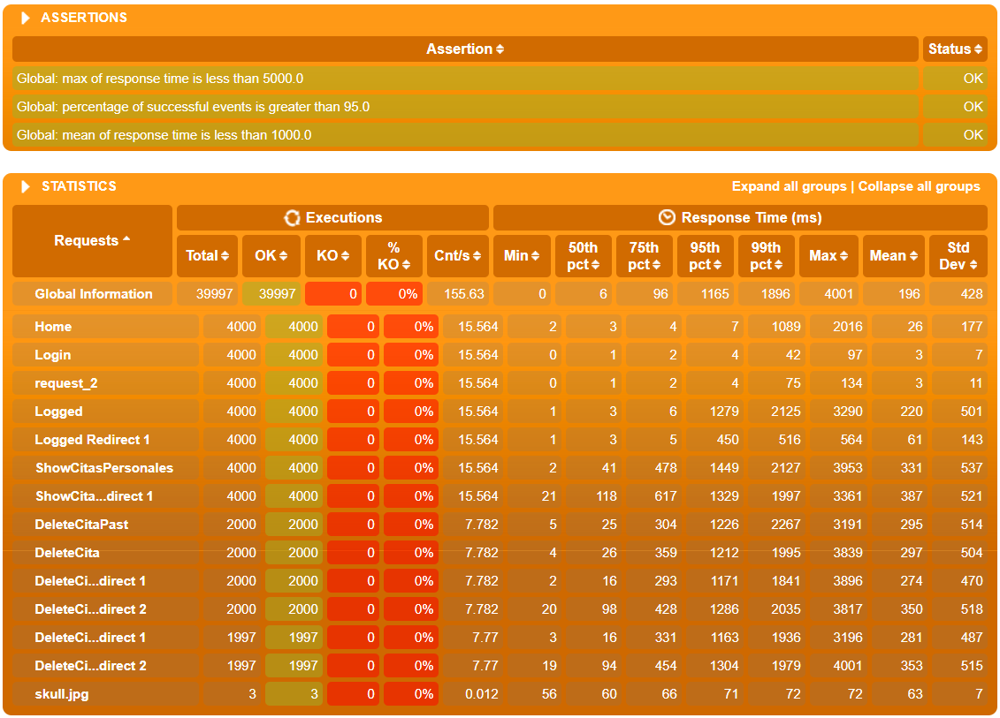 ASSERTIONS
Assertion Status
Global: max of response time is less than 5000.0 OK
Global: percentage of successful events is greater than 95.0 OK
Global: mean of response time is less than 1000.0 OK
STATISTICS Expand all groups | Collapse all groups
Requests Executions Response Time (ms)
Total OK KO % KO Cnt/s Min 50th pct 75th pct 95th pct 99th pct Max Mean Std Dev
Global Information 39997 39997 0 0% 155.63 0 6 96 1165 1896 4001 196 428
Home 4000 4000 0 0% 15.564 2 3 4 7 1089 2016 26 177
Login 4000 4000 0 0% 15.564 0 1 2 4 42 97 3 7
request_2 4000 4000 0 0% 15.564 0 1 2 4 75 134 3 11
Logged 4000 4000 0 0% 15.564 1 3 6 1279 2125 3290 220 501
Logged Redirect 1 4000 4000 0 0% 15.564 1 3 5 450 516 564 61 143
ShowCitasPersonales 4000 4000 0 0% 15.564 2 41 478 1449 2127 3953 331 537
ShowCita...direct 1 4000 4000 0 0% 15.564 21 118 617 1329 1997 3361 387 521
DeleteCitaPast 2000 2000 0 0% 7.782 5 25 304 1226 2267 3191 295 514
DeleteCita 2000 2000 0 0% 7.782 4 26 359 1212 1995 3839 297 504
DeleteCi...direct 1 2000 2000 0 0% 7.782 2 16 293 1171 1841 3896 274 470
DeleteCi...direct 2 2000 2000 0 0% 7.782 20 98 428 1286 2035 3817 350 518
DeleteCi...direct 1 1997 1997 0 0% 7.77 3 16 331 1163 1936 3196 281 487
DeleteCi...direct 2 1997 1997 0 0% 7.77 19 94 454 1304 1979 4001 353 515
skull.jpg 3 3 0 0% 0.012 56 60 66 71 72 72 63 7